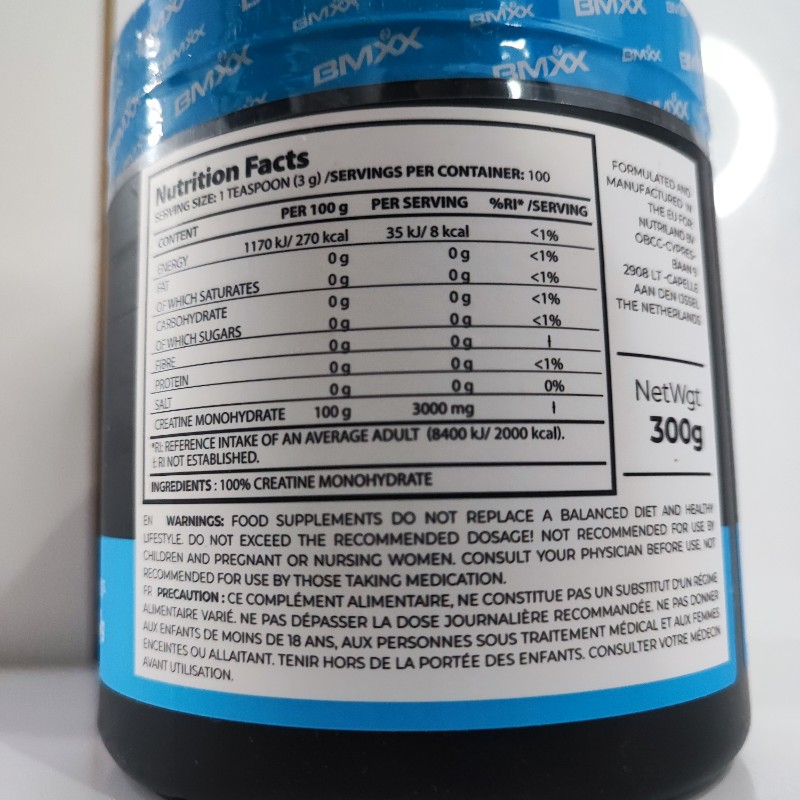 BMXX
BMXX
BMXX
BMXX
BMXX
BMXX
Nutrition Facts
SERVING SIZE: 1 TEASPOON (3 g) /SERVINGS PER CONTAINER: 100
CONTENT PER 100 g PER SERVING %RI* /SERVING
ENERGY 1170 kJ/ 270 kcal 35 kJ/ 8 kcal <1%
FAT 0 g 0 g <1%
OF WHICH SATURATES 0 g 0 g <1%
CARBOHYDRATE 0 g 0 g <1%
OF WHICH SUGARS 0 g 0 g <1%
FIBRE 0 g 0 g ł
PROTEIN 0 g 0 g <1%
SALT 0 g 0 g 0%
CREATINE MONOHYDRATE 100 g 3000 mg ł
*RI: REFERENCE INTAKE OF AN AVERAGE ADULT (8400 kJ/ 2000 kcal).
ł RI NOT ESTABLISHED.
INGREDIENTS : 100% CREATINE MONOHYDRATE
FORMULATED AND
MANUFACTURED IN
THE EU FOR:
NUTRILAND BV
OBCC-CYPRES-
BAAN 9
2908 LT -CAPELLE
AAN DEN IJSSEL
THE NETHERLANDS
NetWgt
300g
EN WARNINGS: FOOD SUPPLEMENTS DO NOT REPLACE A BALANCED DIET AND HEALTHY
LIFESTYLE. DO NOT EXCEED THE RECOMMENDED DOSAGE! NOT RECOMMENDED FOR USE BY
CHILDREN AND PREGNANT OR NURSING WOMEN. CONSULT YOUR PHYSICIAN BEFORE USE. NOT
RECOMMENDED FOR USE BY THOSE TAKING MEDICATION.
FR PRECAUTION : CE COMPLÉMENT ALIMENTAIRE, NE CONSTITUE PAS UN SUBSTITUT D'UN RÉGIME
ALIMENTAIRE VARIÉ. NE PAS DÉPASSER LA DOSE JOURNALIÈRE RECOMMANDÉE. NE PAS DONNER
AUX ENFANTS DE MOINS DE 18 ANS, AUX PERSONNES SOUS TRAITEMENT MÉDICAL ET AUX FEMMES
ENCEINTES OU ALLAITANT. TENIR HORS DE LA PORTÉE DES ENFANTS. CONSULTER VOTRE MÉDECIN
AVANT UTILISATION.